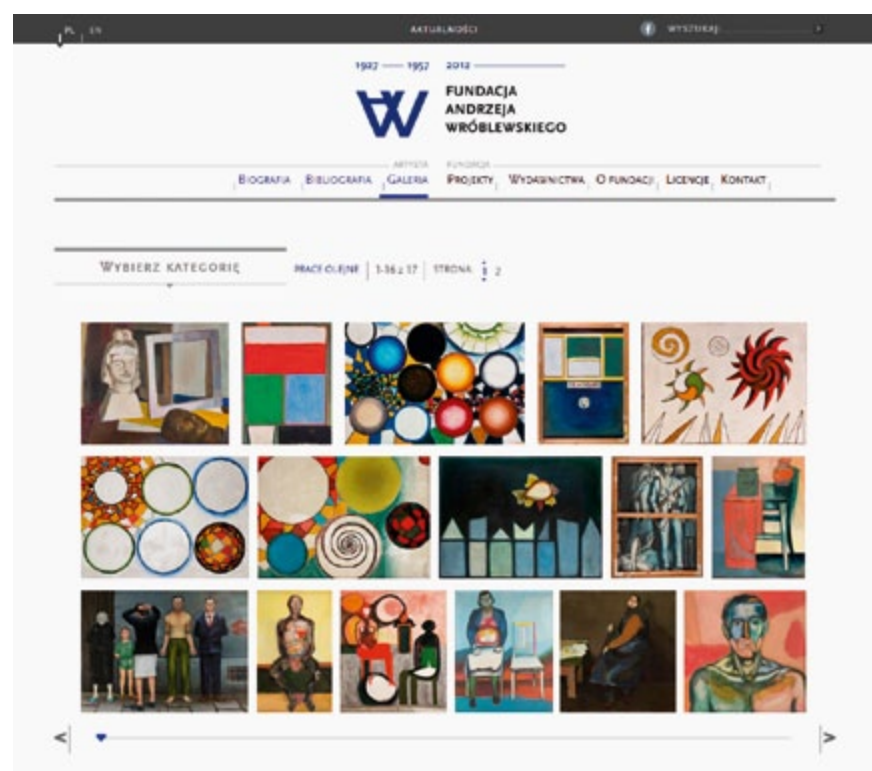 PL EN
AKTUALNOŚCI
WYSZUKAJ:
1927 1957 2012
FUNDACJA
ANDRZEJA
WRÓBLEWSKIEGO
ARTYSTA FUNDACJA
BIOGRAFIA BIBLIOGRAFIA GALERIA PROJEKTY WYDAWNICTWA O FUNDACJI LICENCJE KONTAKT
WYBIERZ KATEGORIĘ
PRACE OLEJNE 1-16 z 17 STRONA 1 2